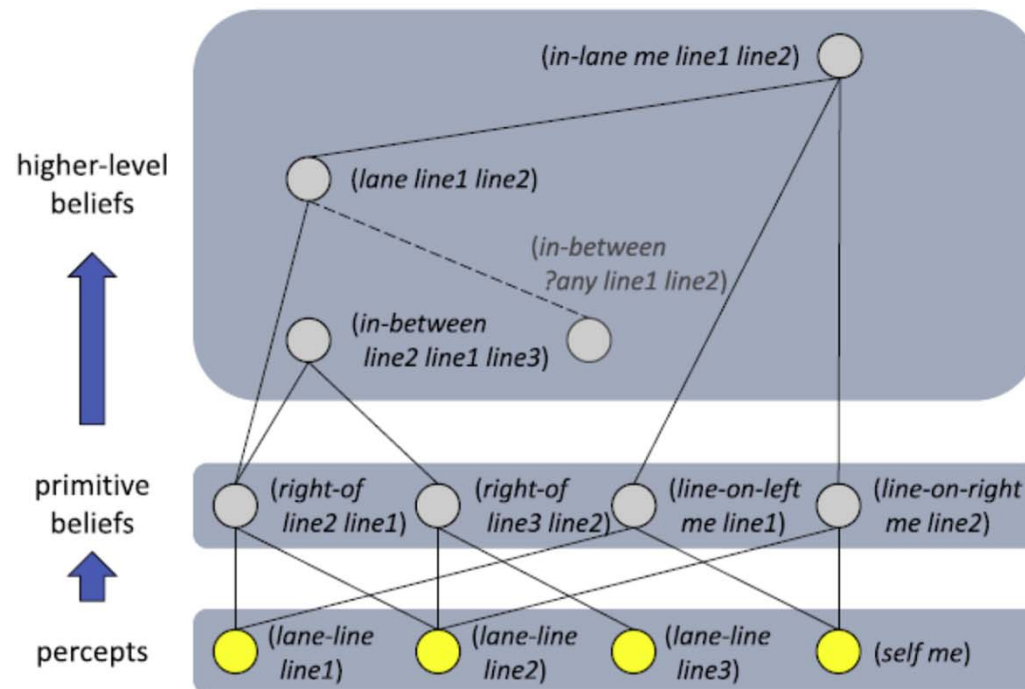 (in-lane me line1 line2)
higher-level
beliefs
(lane line1 line2)
(in-between
?any line1 line2)
(in-between
line2 line1 line3)
primitive
beliefs
(right-of
line2 line1)
(right-of
line3 line2)
(line-on-left
me line1)
(line-on-right
me line2)
percepts
(lane-line
line1)
(lane-line
line2)
(lane-line
line3)
(self me)